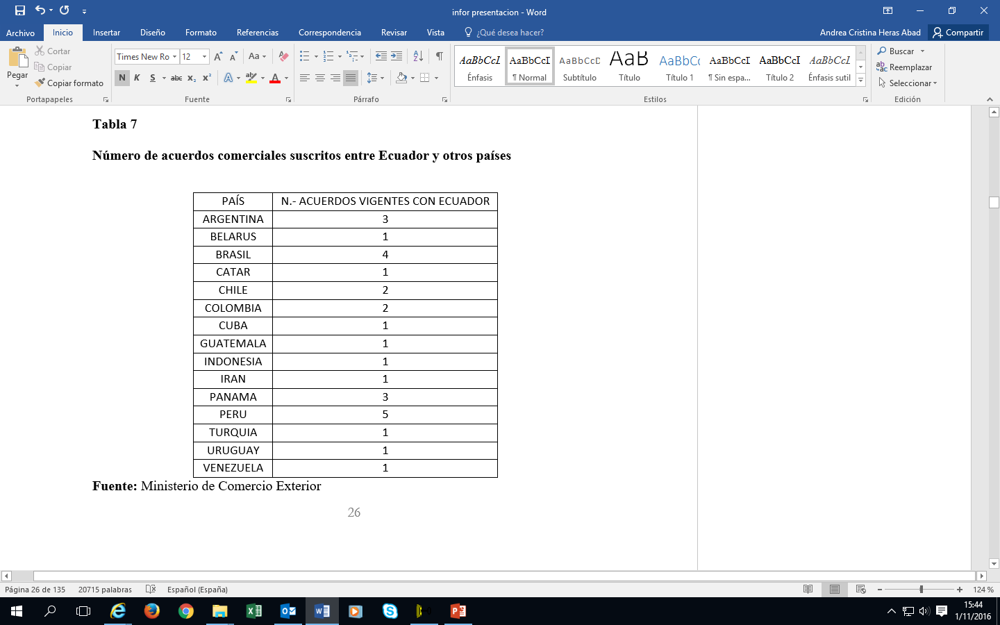 infor presentacion - Word
Archivo Inicio Insertar Diseño Formato Referencias Correspondencia Revisar Vista ¿Qué desea hacer? Andrea Cristina Heras Abad Compartir
Pegar
Cortar
Copiar
Copiar formato
Portapapeles
Times New Ro 12
N K S abc x₂ x²
Fuente
Párrafo
AaBbCcI AaBbCcI AaBbCcD AaB AaBbCc AaBbCcI AaBbCcI AaBbCcI
Énfasis ¶ Normal Subtítulo Título Título 1 ¶ Sin espa... Título 2 Énfasis sutil
Estilos
Buscar
Reemplazar
Seleccionar
Edición
Tabla 7
Número de acuerdos comerciales suscritos entre Ecuador y otros países
PAÍS N.- ACUERDOS VIGENTES CON ECUADOR
ARGENTINA 3
BELARUS 1
BRASIL 4
CATAR 1
CHILE 2
COLOMBIA 2
CUBA 1
GUATEMALA 1
INDONESIA 1
IRAN 1
PANAMA 3
PERU 5
TURQUIA 1
URUGUAY 1
VENEZUELA 1
Fuente: Ministerio de Comercio Exterior
26
Página 26 de 135 20715 palabras Español (España) 124 %
15:44
1/11/2016